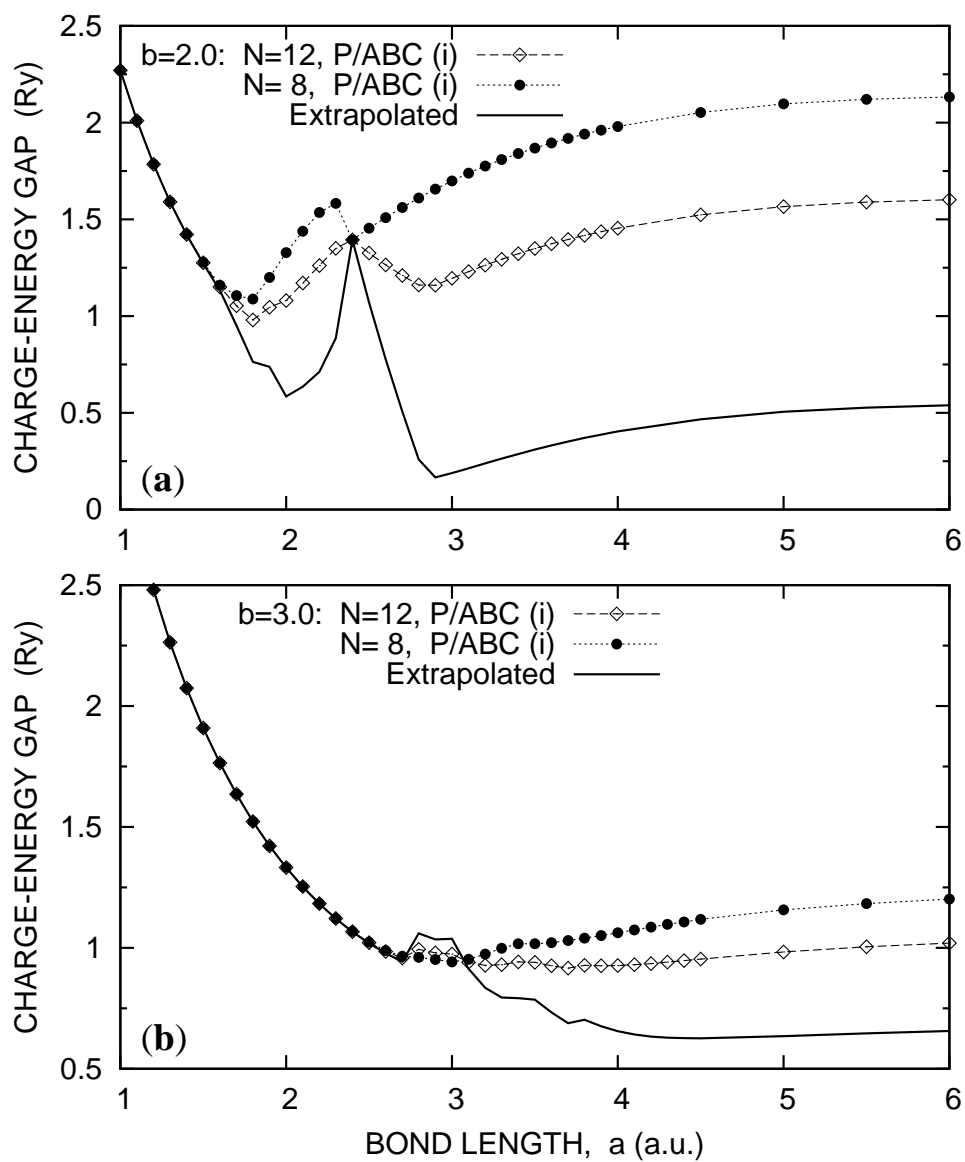 2.5
b=2.0: N=12, P/ABC (i)
N= 8, P/ABC (i)
Extrapolated
2
1.5
1
0.5
0
CHARGE-ENERGY GAP (Ry)
(a)
1 2 3 4 5 6
2.5
b=3.0: N=12, P/ABC (i)
N= 8, P/ABC (i)
Extrapolated
2
1.5
1
0.5
CHARGE-ENERGY GAP (Ry)
(b)
1 2 3 4 5 6
BOND LENGTH, a (a.u.)